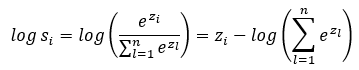 log s_i = log ( e^{z_i} / ∑_{l=1}^{n} e^{z_l} ) = z_i − log ( ∑_{l=1}^{n} e^{z_l} )